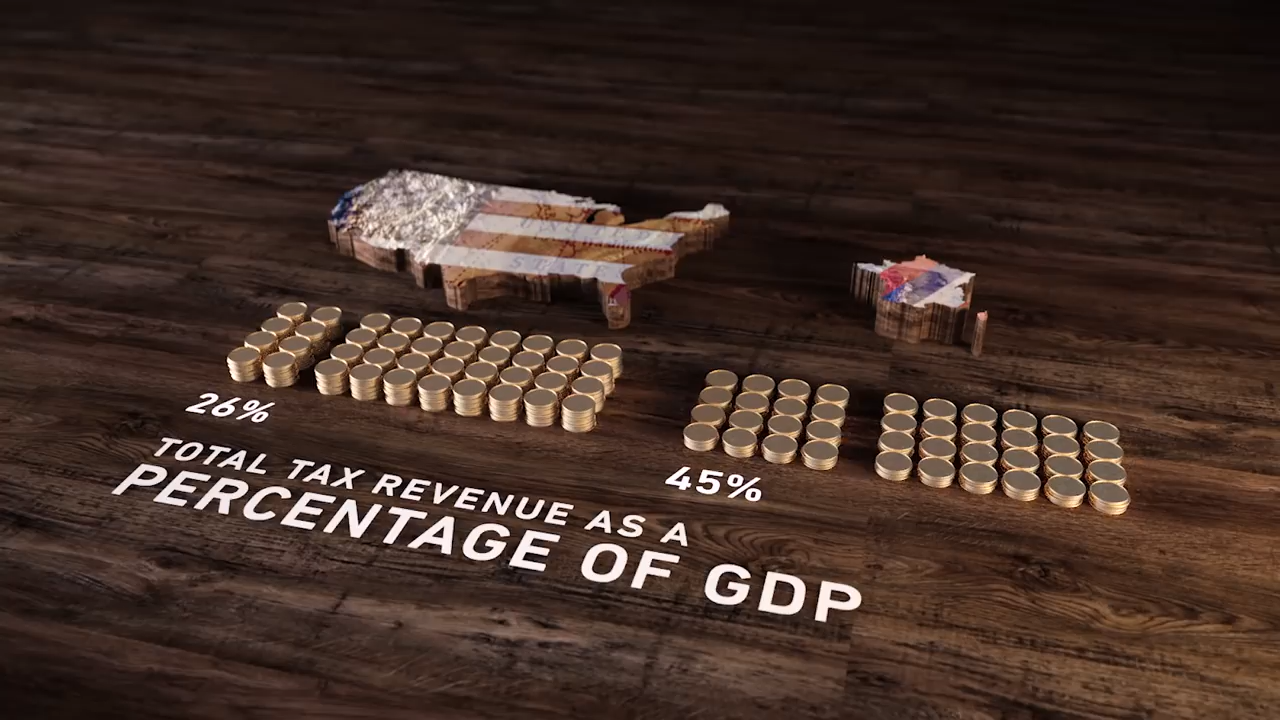 26%
45%
TOTAL TAX REVENUE AS A
PERCENTAGE OF GDP